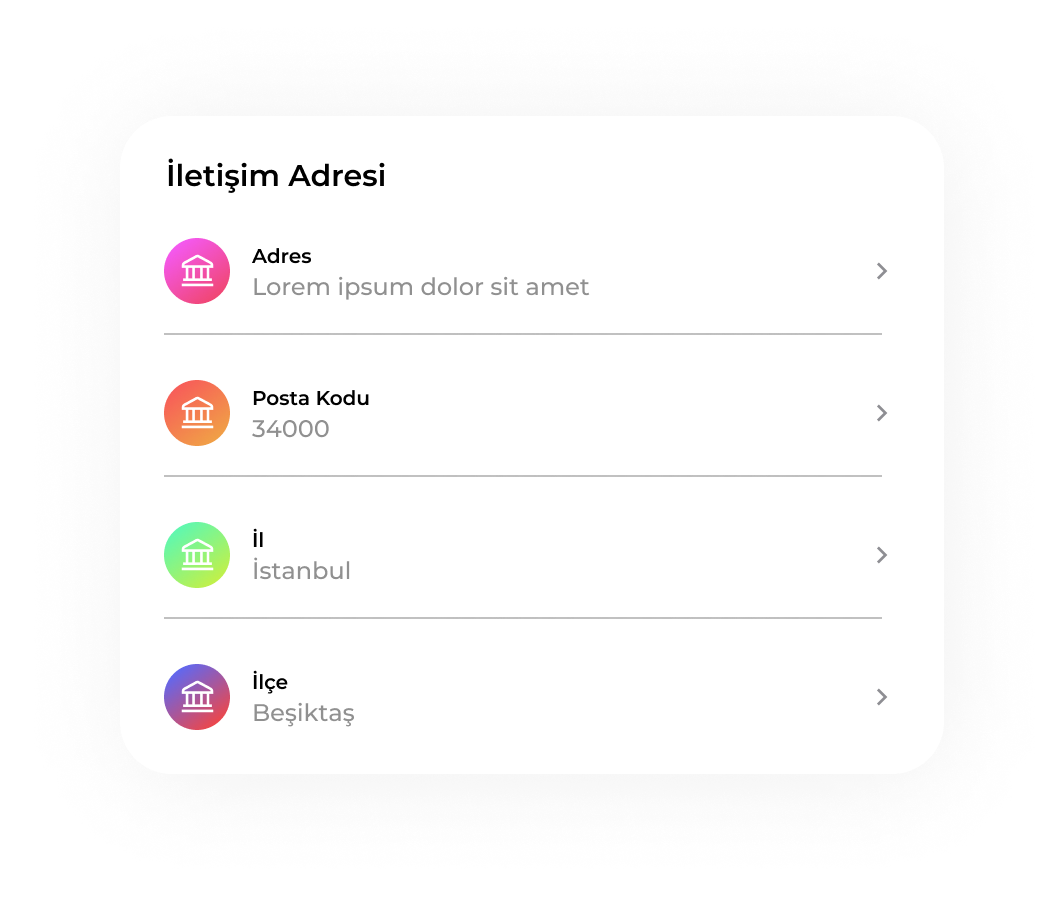 İletişim Adresi
Adres
Lorem ipsum dolor sit amet
Posta Kodu
34000
İl
İstanbul
İlçe
Beşiktaş